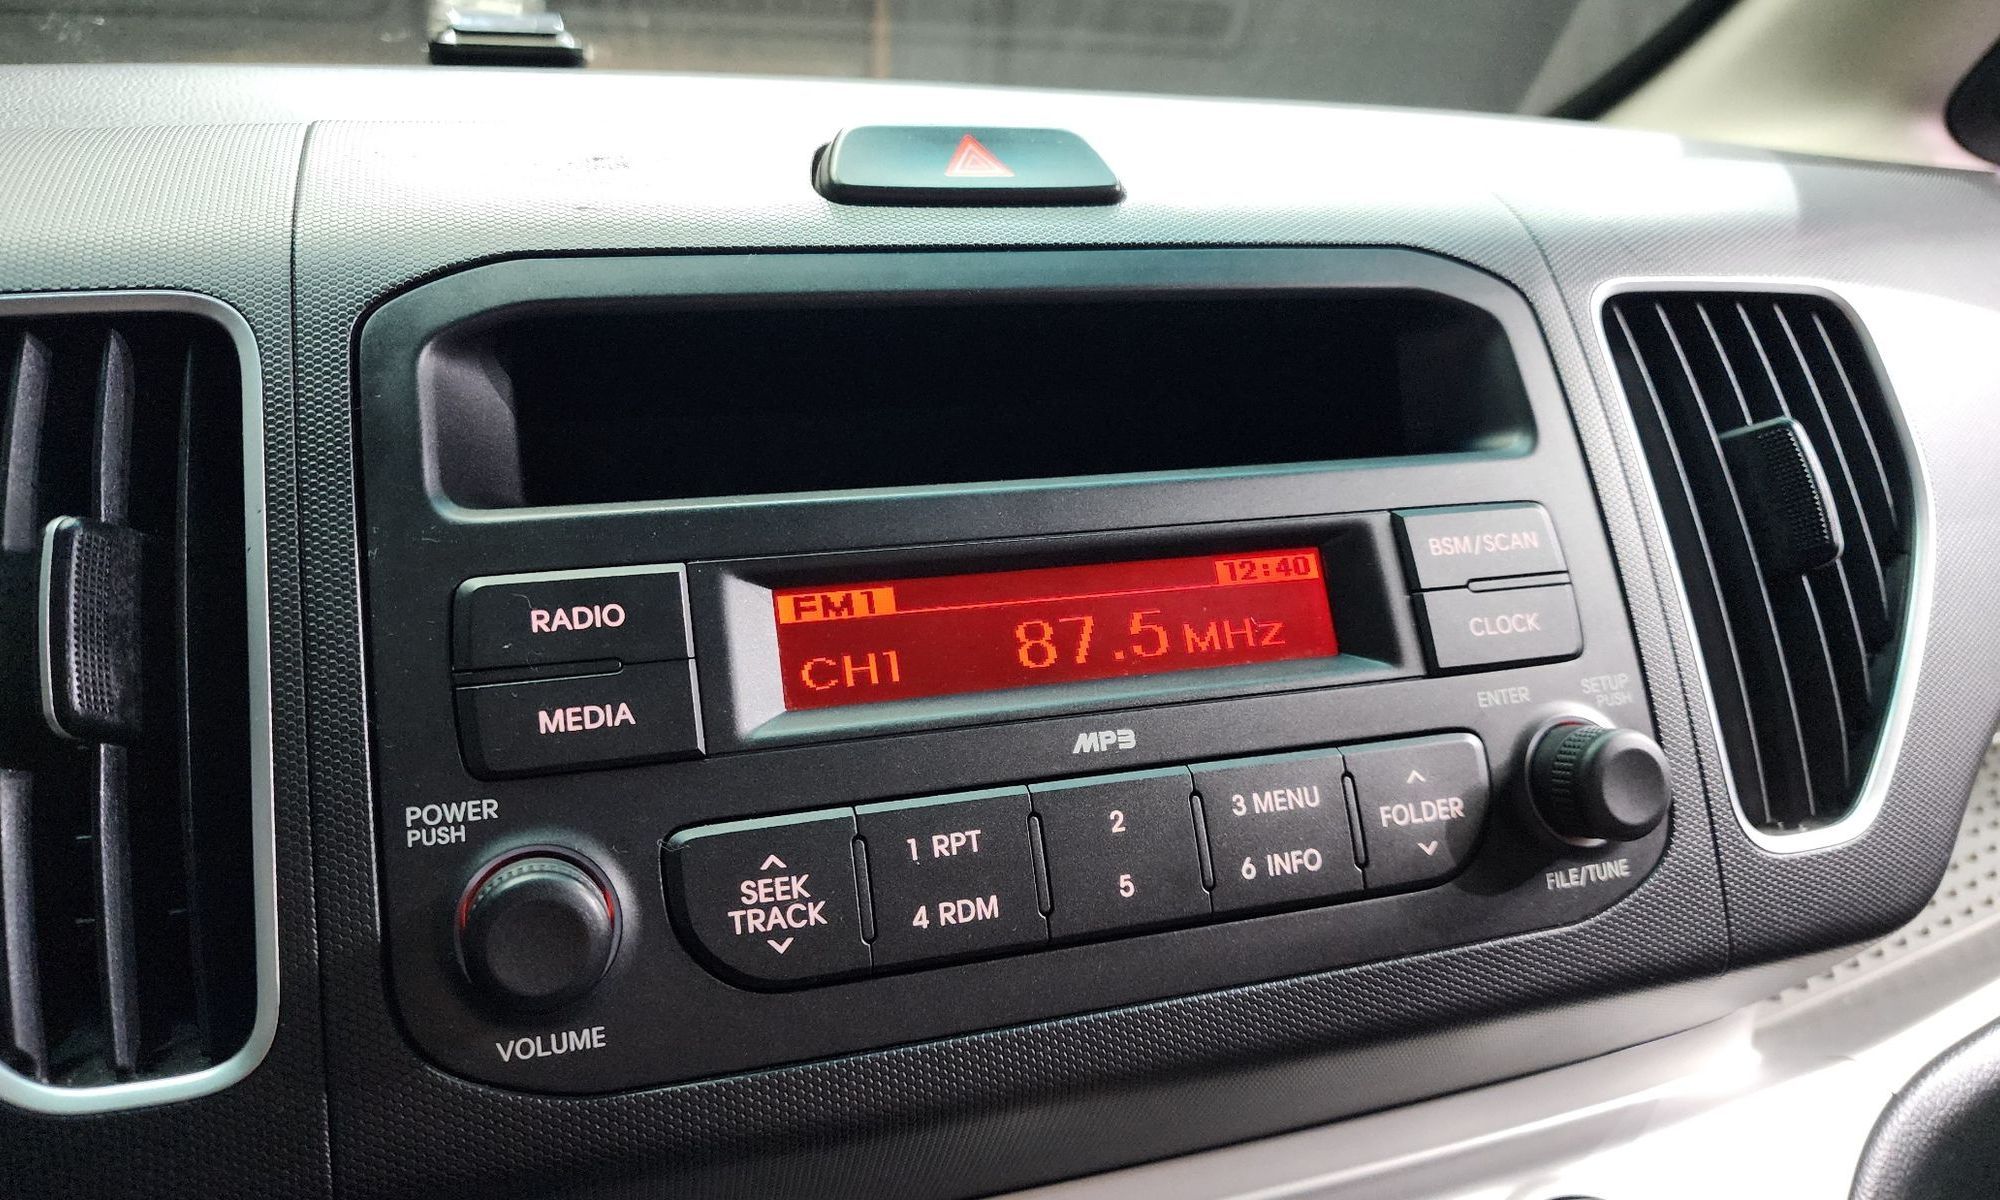 BSM/SCAN
12:40
FM1
RADIO
CLOCK
CH1 87.5 MHz
MEDIA
ENTER
SETUP
PUSH
MP3
POWER
PUSH
SEEK
TRACK
1 RPT
4 RDM
2
5
3 MENU
6 INFO
FOLDER
FILE/TUNE
VOLUME